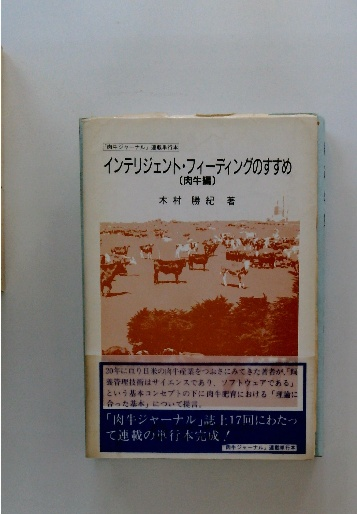 「肉牛ジャーナル」連載単行本
インテリジェント・フィーディングのすすめ
(肉牛編)
木村 勝紀 著
20年に亘り日米の肉牛産業をつぶさにみてきた著者が、「飼
養管理技術はサイエンスであり、ソフトウェアである」
という基本コンセプトの下に肉牛肥育における「理論に
合った基本」について提言。
「肉牛ジャーナル」誌上17回にわたっ
て連載の単行本完成!
「肉牛ジャーナル」連載単行本